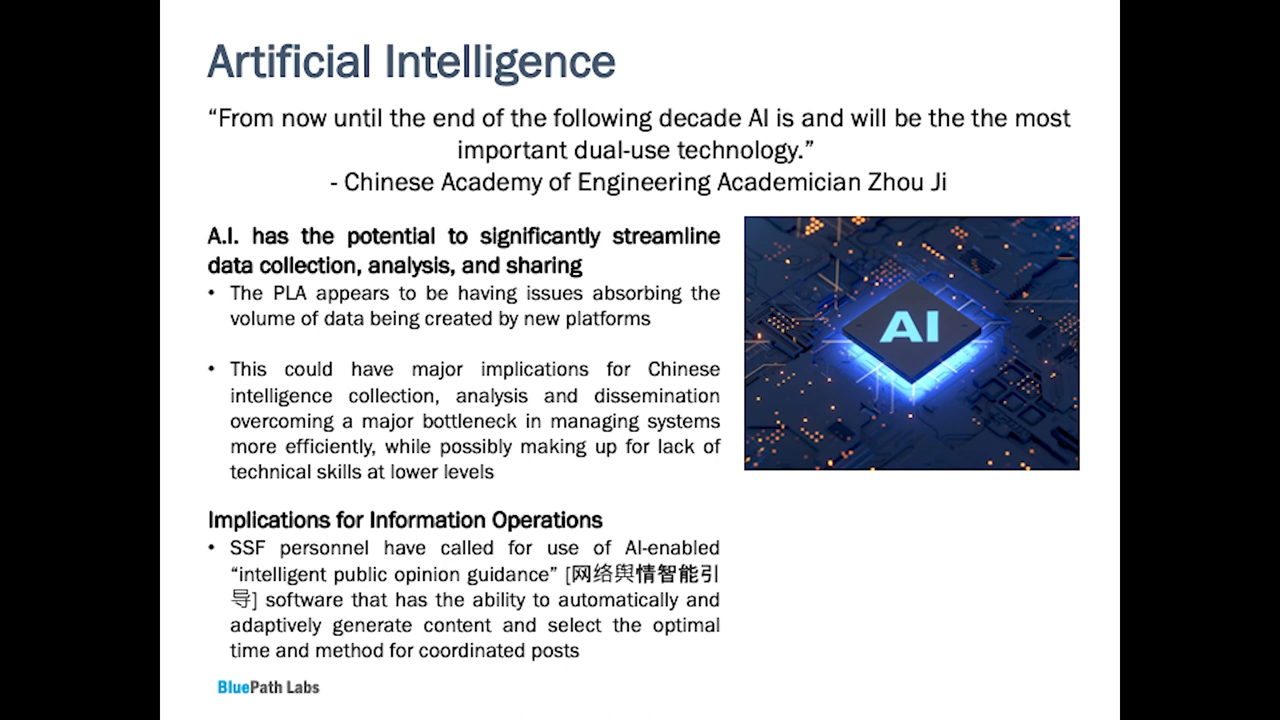 Artificial Intelligence
“From now until the end of the following decade AI is and will be the the most
important dual-use technology.”
- Chinese Academy of Engineering Academician Zhou Ji
A.I. has the potential to significantly streamline
data collection, analysis, and sharing
• The PLA appears to be having issues absorbing the
volume of data being created by new platforms
• This could have major implications for Chinese
intelligence collection, analysis and dissemination
overcoming a major bottleneck in managing systems
more efficiently, while possibly making up for lack of
technical skills at lower levels
AI
Implications for Information Operations
• SSF personnel have called for use of AI-enabled
“intelligent public opinion guidance” [网络舆情智能引
导] software that has the ability to automatically and
adaptively generate content and select the optimal
time and method for coordinated posts
BluePath Labs